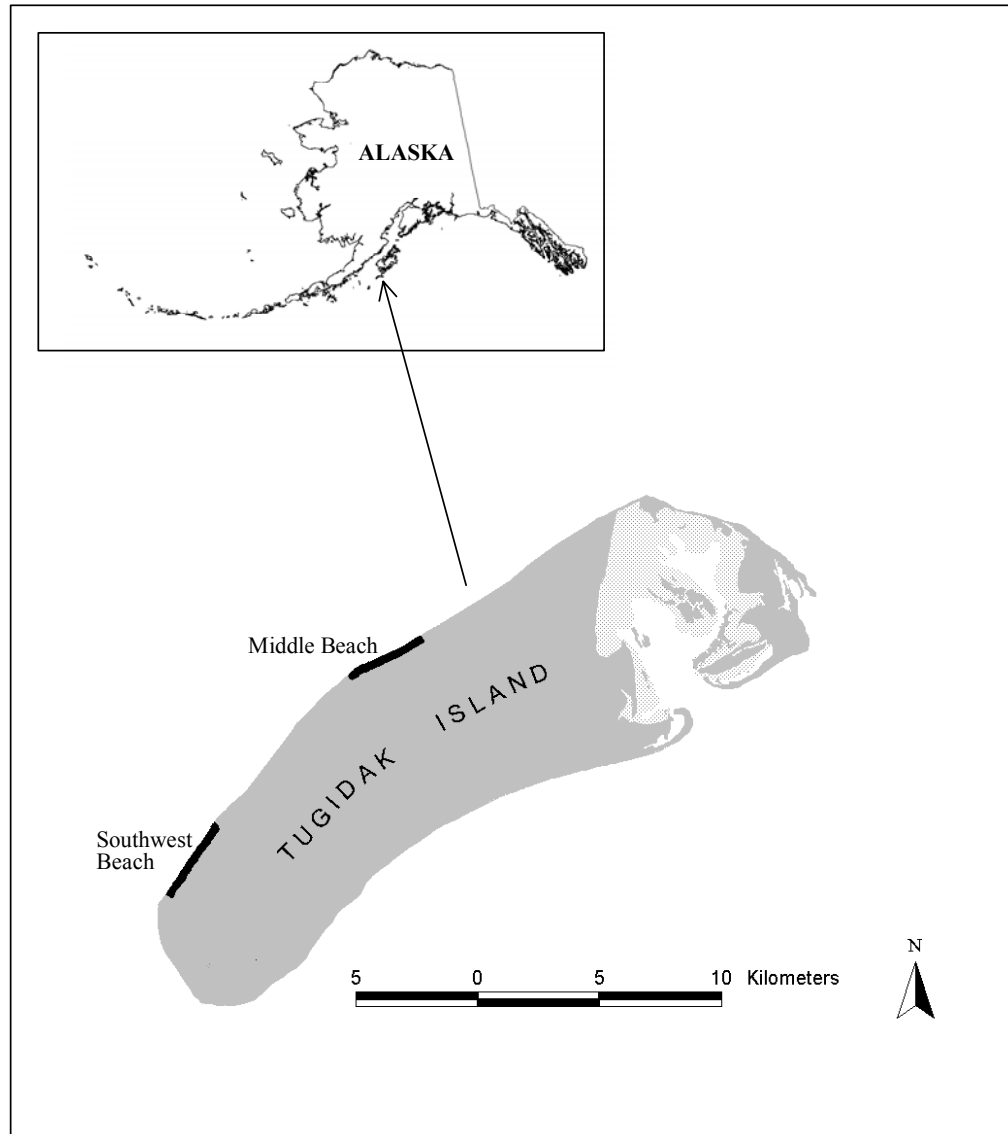 ALASKA
Middle Beach
TUGIDAK ISLAND
Southwest
Beach
5 0 5 10 Kilometers
N